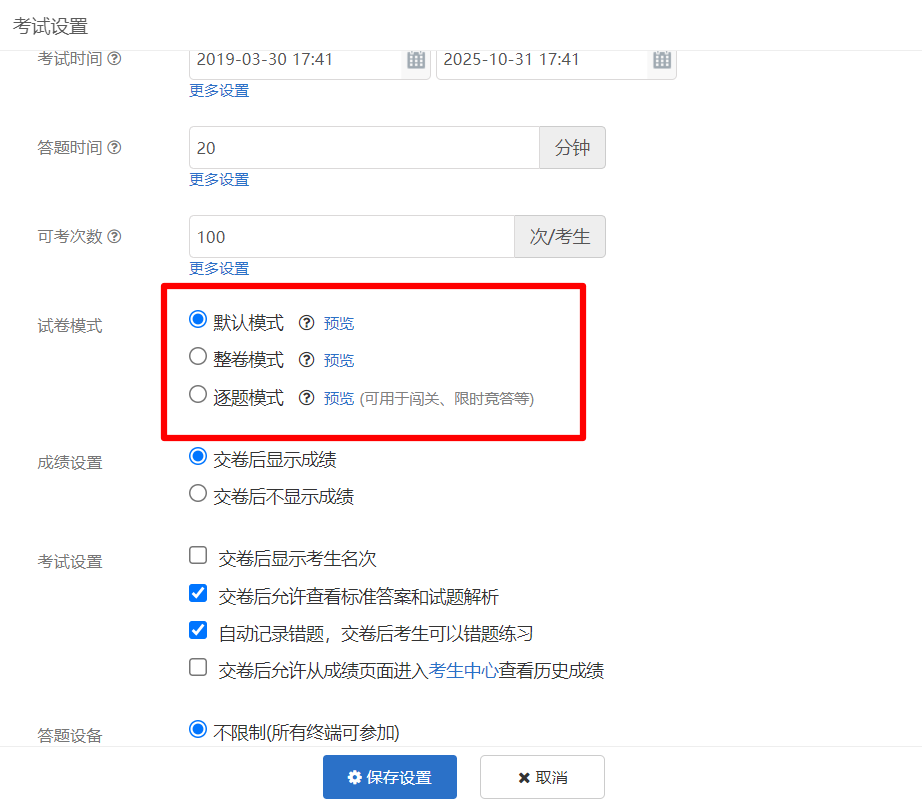 考试设置
考试时间 2019-03-30 17:41 2025-10-31 17:41
更多设置
答题时间 20 分钟
更多设置
可考次数 100 次/考生
更多设置
试卷模式 默认模式 预览
整卷模式 预览
逐题模式 预览 (可用于闯关、限时竞答等)
成绩设置 交卷后显示成绩
交卷后不显示成绩
考试设置 交卷后显示考生名次
交卷后允许查看标准答案和试题解析
自动记录错题，交卷后考生可以错题练习
交卷后允许从成绩页面进入考生中心查看历史成绩
答题设备 不限制(所有终端可参加)
保存设置 取消